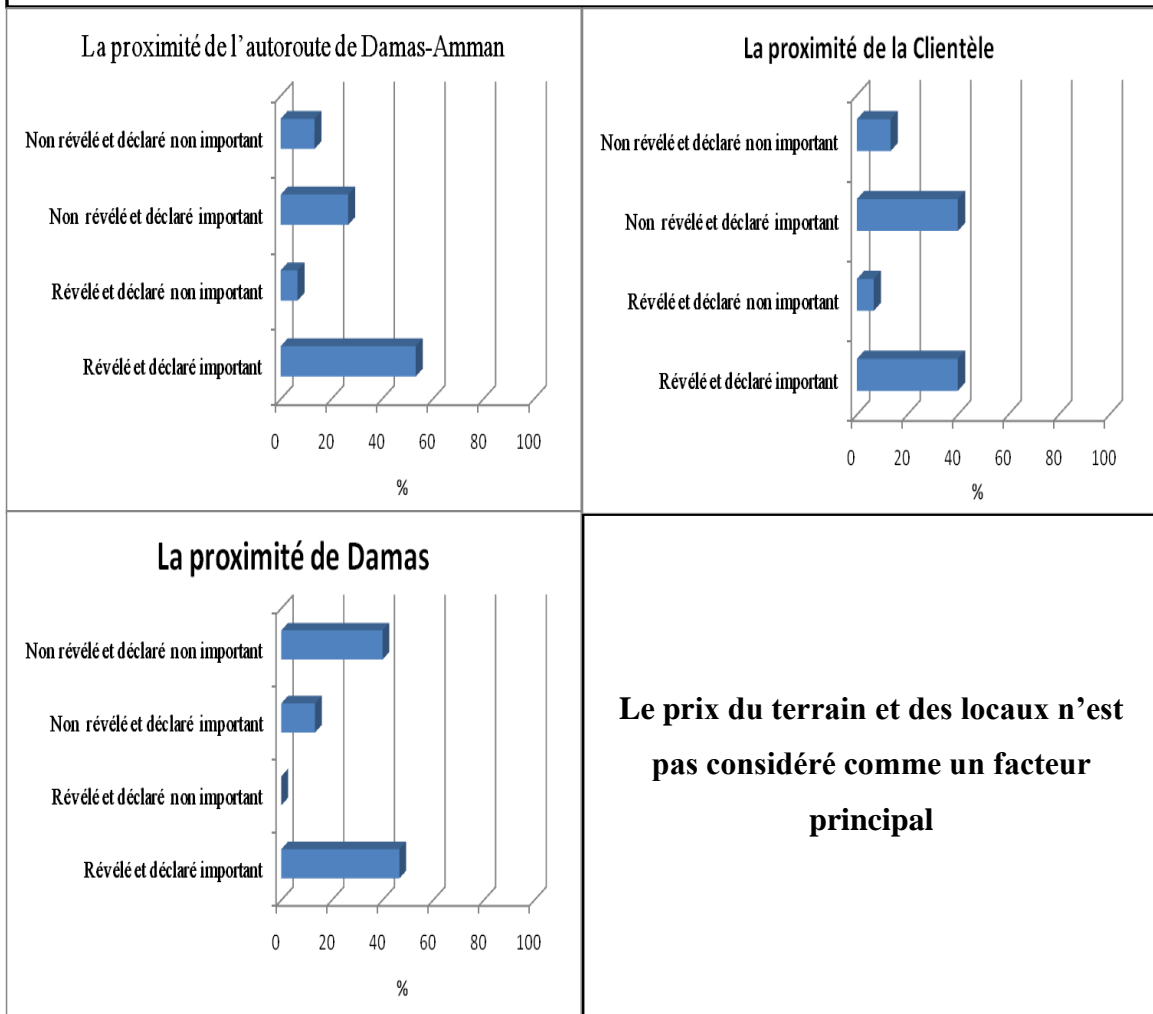 La proximité de l'autoroute de Damas-Amman
Non révélé et déclaré non important
Non révélé et déclaré important
Révélé et déclaré non important
Révélé et déclaré important
0 20 40 60 80 100
%
La proximité de la Clientèle
Non révélé et déclaré non important
Non révélé et déclaré important
Révélé et déclaré non important
Révélé et déclaré important
0 20 40 60 80 100
%
La proximité de Damas
Non révélé et déclaré non important
Non révélé et déclaré important
Révélé et déclaré non important
Révélé et déclaré important
0 20 40 60 80 100
%
Le prix du terrain et des locaux n'est
pas considéré comme un facteur
principal